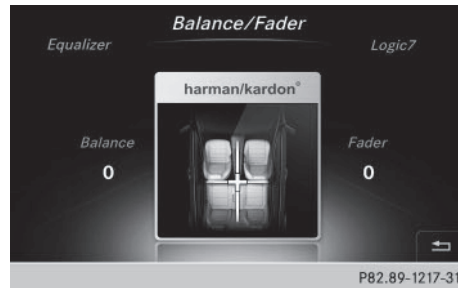 Balance/Fader
Equalizer
Logic7
harman/kardon®
Balance
Fader
0
0
P82.89-1217-31